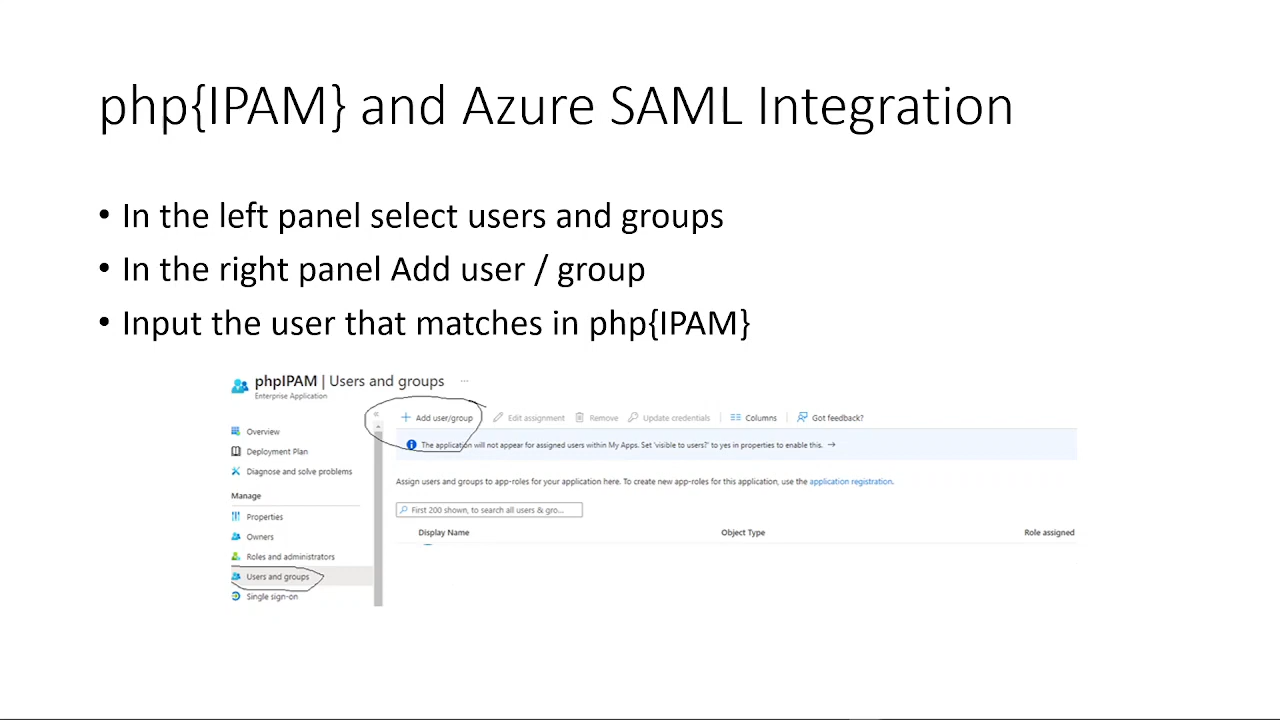 php{IPAM} and Azure SAML Integration
• In the left panel select users and groups
• In the right panel Add user / group
• Input the user that matches in php{IPAM}
phpIPAM | Users and groups ...
Enterprise Application
«
Add user/group Edit assignment Remove Update credentials Columns Got feedback?
Overview
Deployment Plan
Diagnose and solve problems
Manage
Properties
Owners
Roles and administrators
Users and groups
Single sign-on
The application will not appear for assigned users within My Apps. Set 'visible to users?' to yes in properties to enable this. →
Assign users and groups to app-roles for your application here. To create new app-roles for this application, use the application registration.
First 200 shown, to search all users & gro...
Display Name Object Type Role assigned